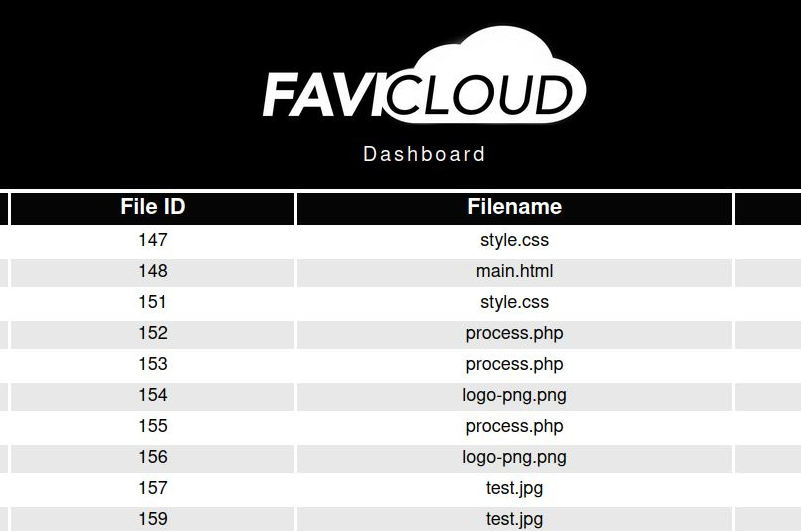 FAVICLOUD
Dashboard
File ID Filename
147 style.css
148 main.html
151 style.css
152 process.php
153 process.php
154 logo-png.png
155 process.php
156 logo-png.png
157 test.jpg
159 test.jpg